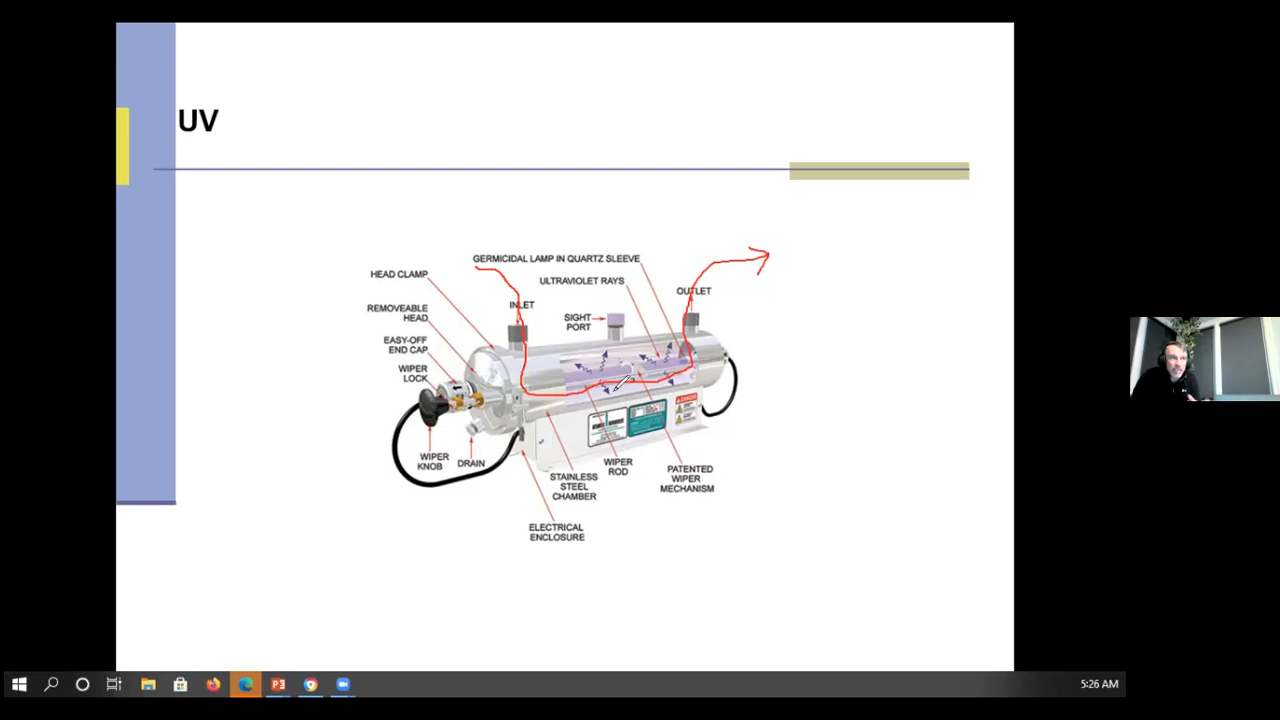 UV
GERMICIDAL LAMP IN QUARTZ SLEEVE
HEAD CLAMP
ULTRAVIOLET RAYS
OUTLET
INLET
REMOVEABLE
HEAD
SIGHT
PORT
EASY-OFF
END CAP
WIPER
LOCK
DANGER
WIPER
KNOB
DRAIN
WIPER
ROD
STAINLESS
STEEL
CHAMBER
PATENTED
WIPER
MECHANISM
ELECTRICAL
ENCLOSURE
5:26 AM